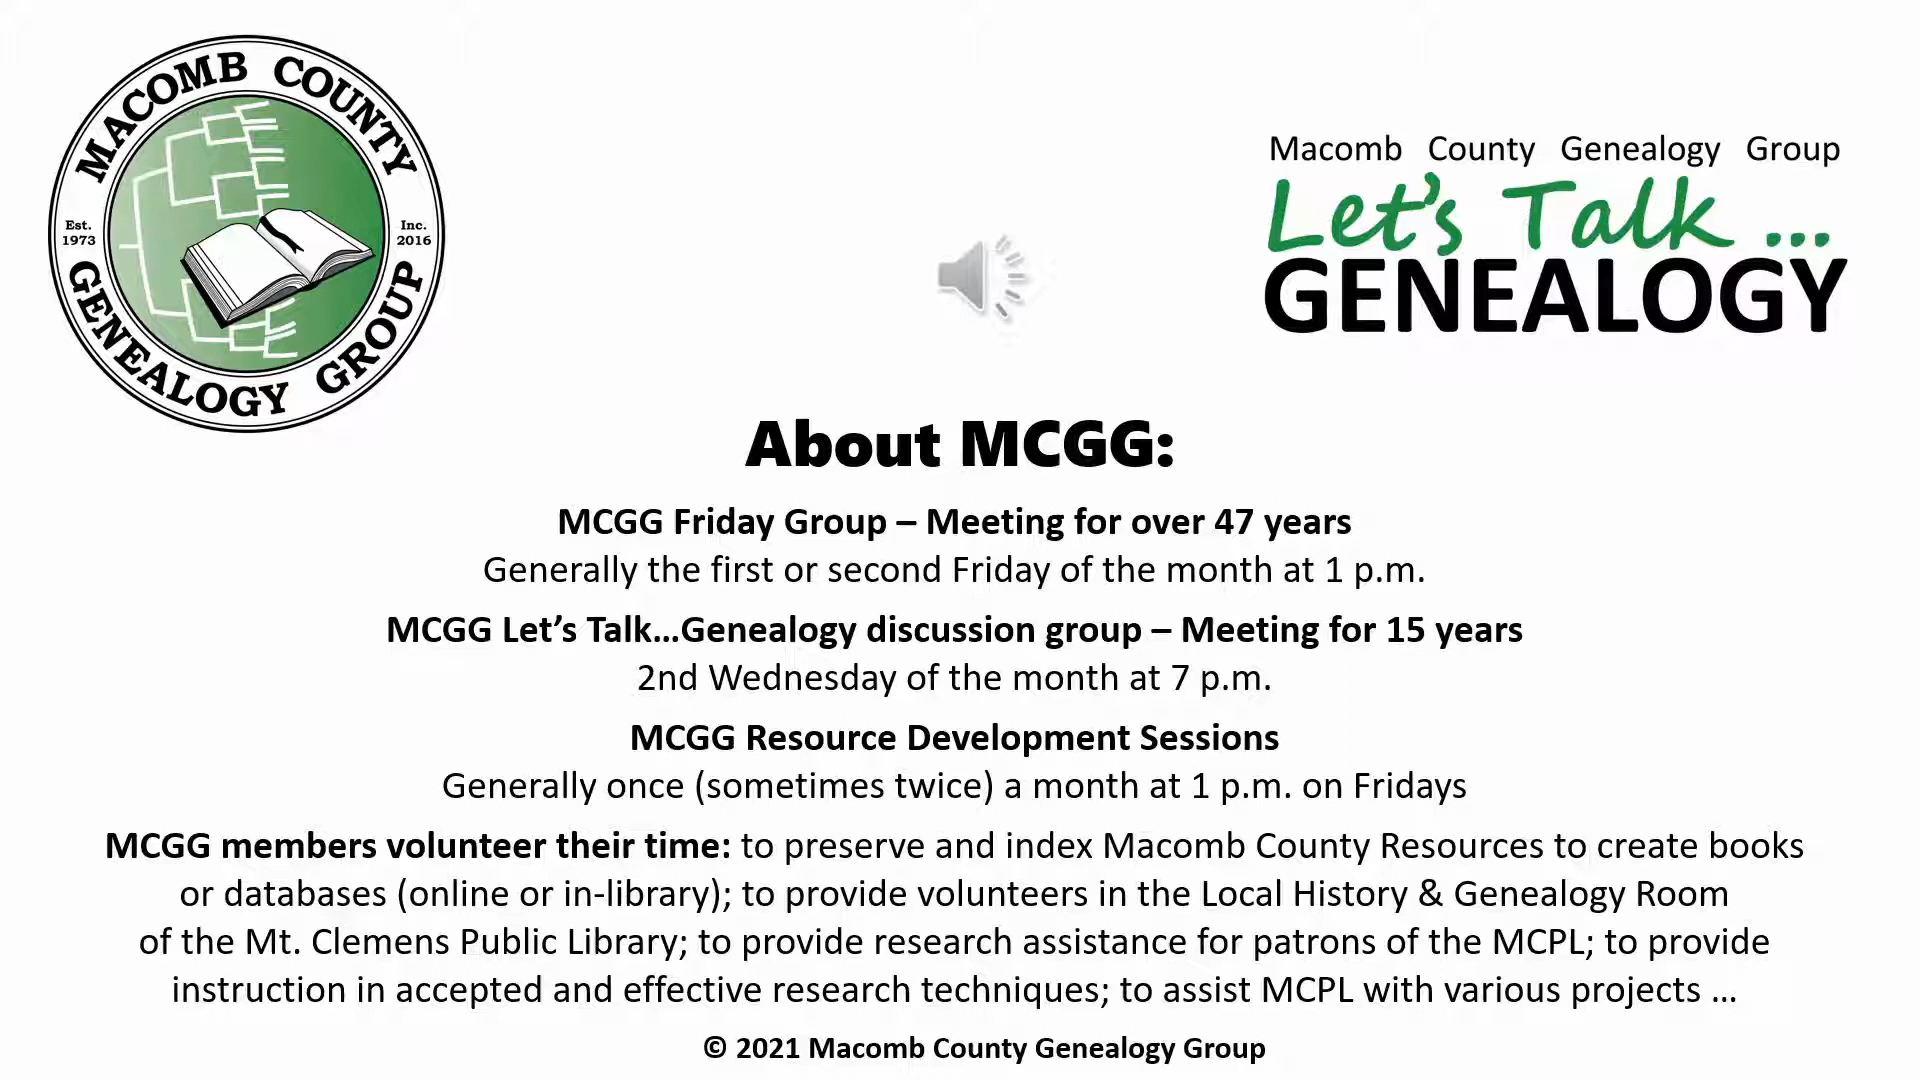 MACOMB COUNTY
Est. 1973
Inc. 2016
GENEALOGY GROUP
Macomb County Genealogy Group
Let's Talk ...
GENEALOGY
About MCGG:
MCGG Friday Group – Meeting for over 47 years
Generally the first or second Friday of the month at 1 p.m.
MCGG Let’s Talk…Genealogy discussion group – Meeting for 15 years
2nd Wednesday of the month at 7 p.m.
MCGG Resource Development Sessions
Generally once (sometimes twice) a month at 1 p.m. on Fridays
MCGG members volunteer their time: to preserve and index Macomb County Resources to create books
or databases (online or in-library); to provide volunteers in the Local History & Genealogy Room
of the Mt. Clemens Public Library; to provide research assistance for patrons of the MCPL; to provide
instruction in accepted and effective research techniques; to assist MCPL with various projects …
© 2021 Macomb County Genealogy Group